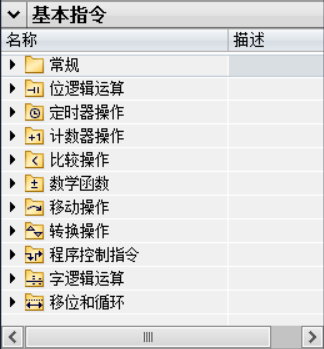 基本指令
名称 描述
常规
位逻辑运算
定时器操作
+1 计数器操作
比较操作
数学函数
移动操作
转换操作
程序控制指令
字逻辑运算
移位和循环